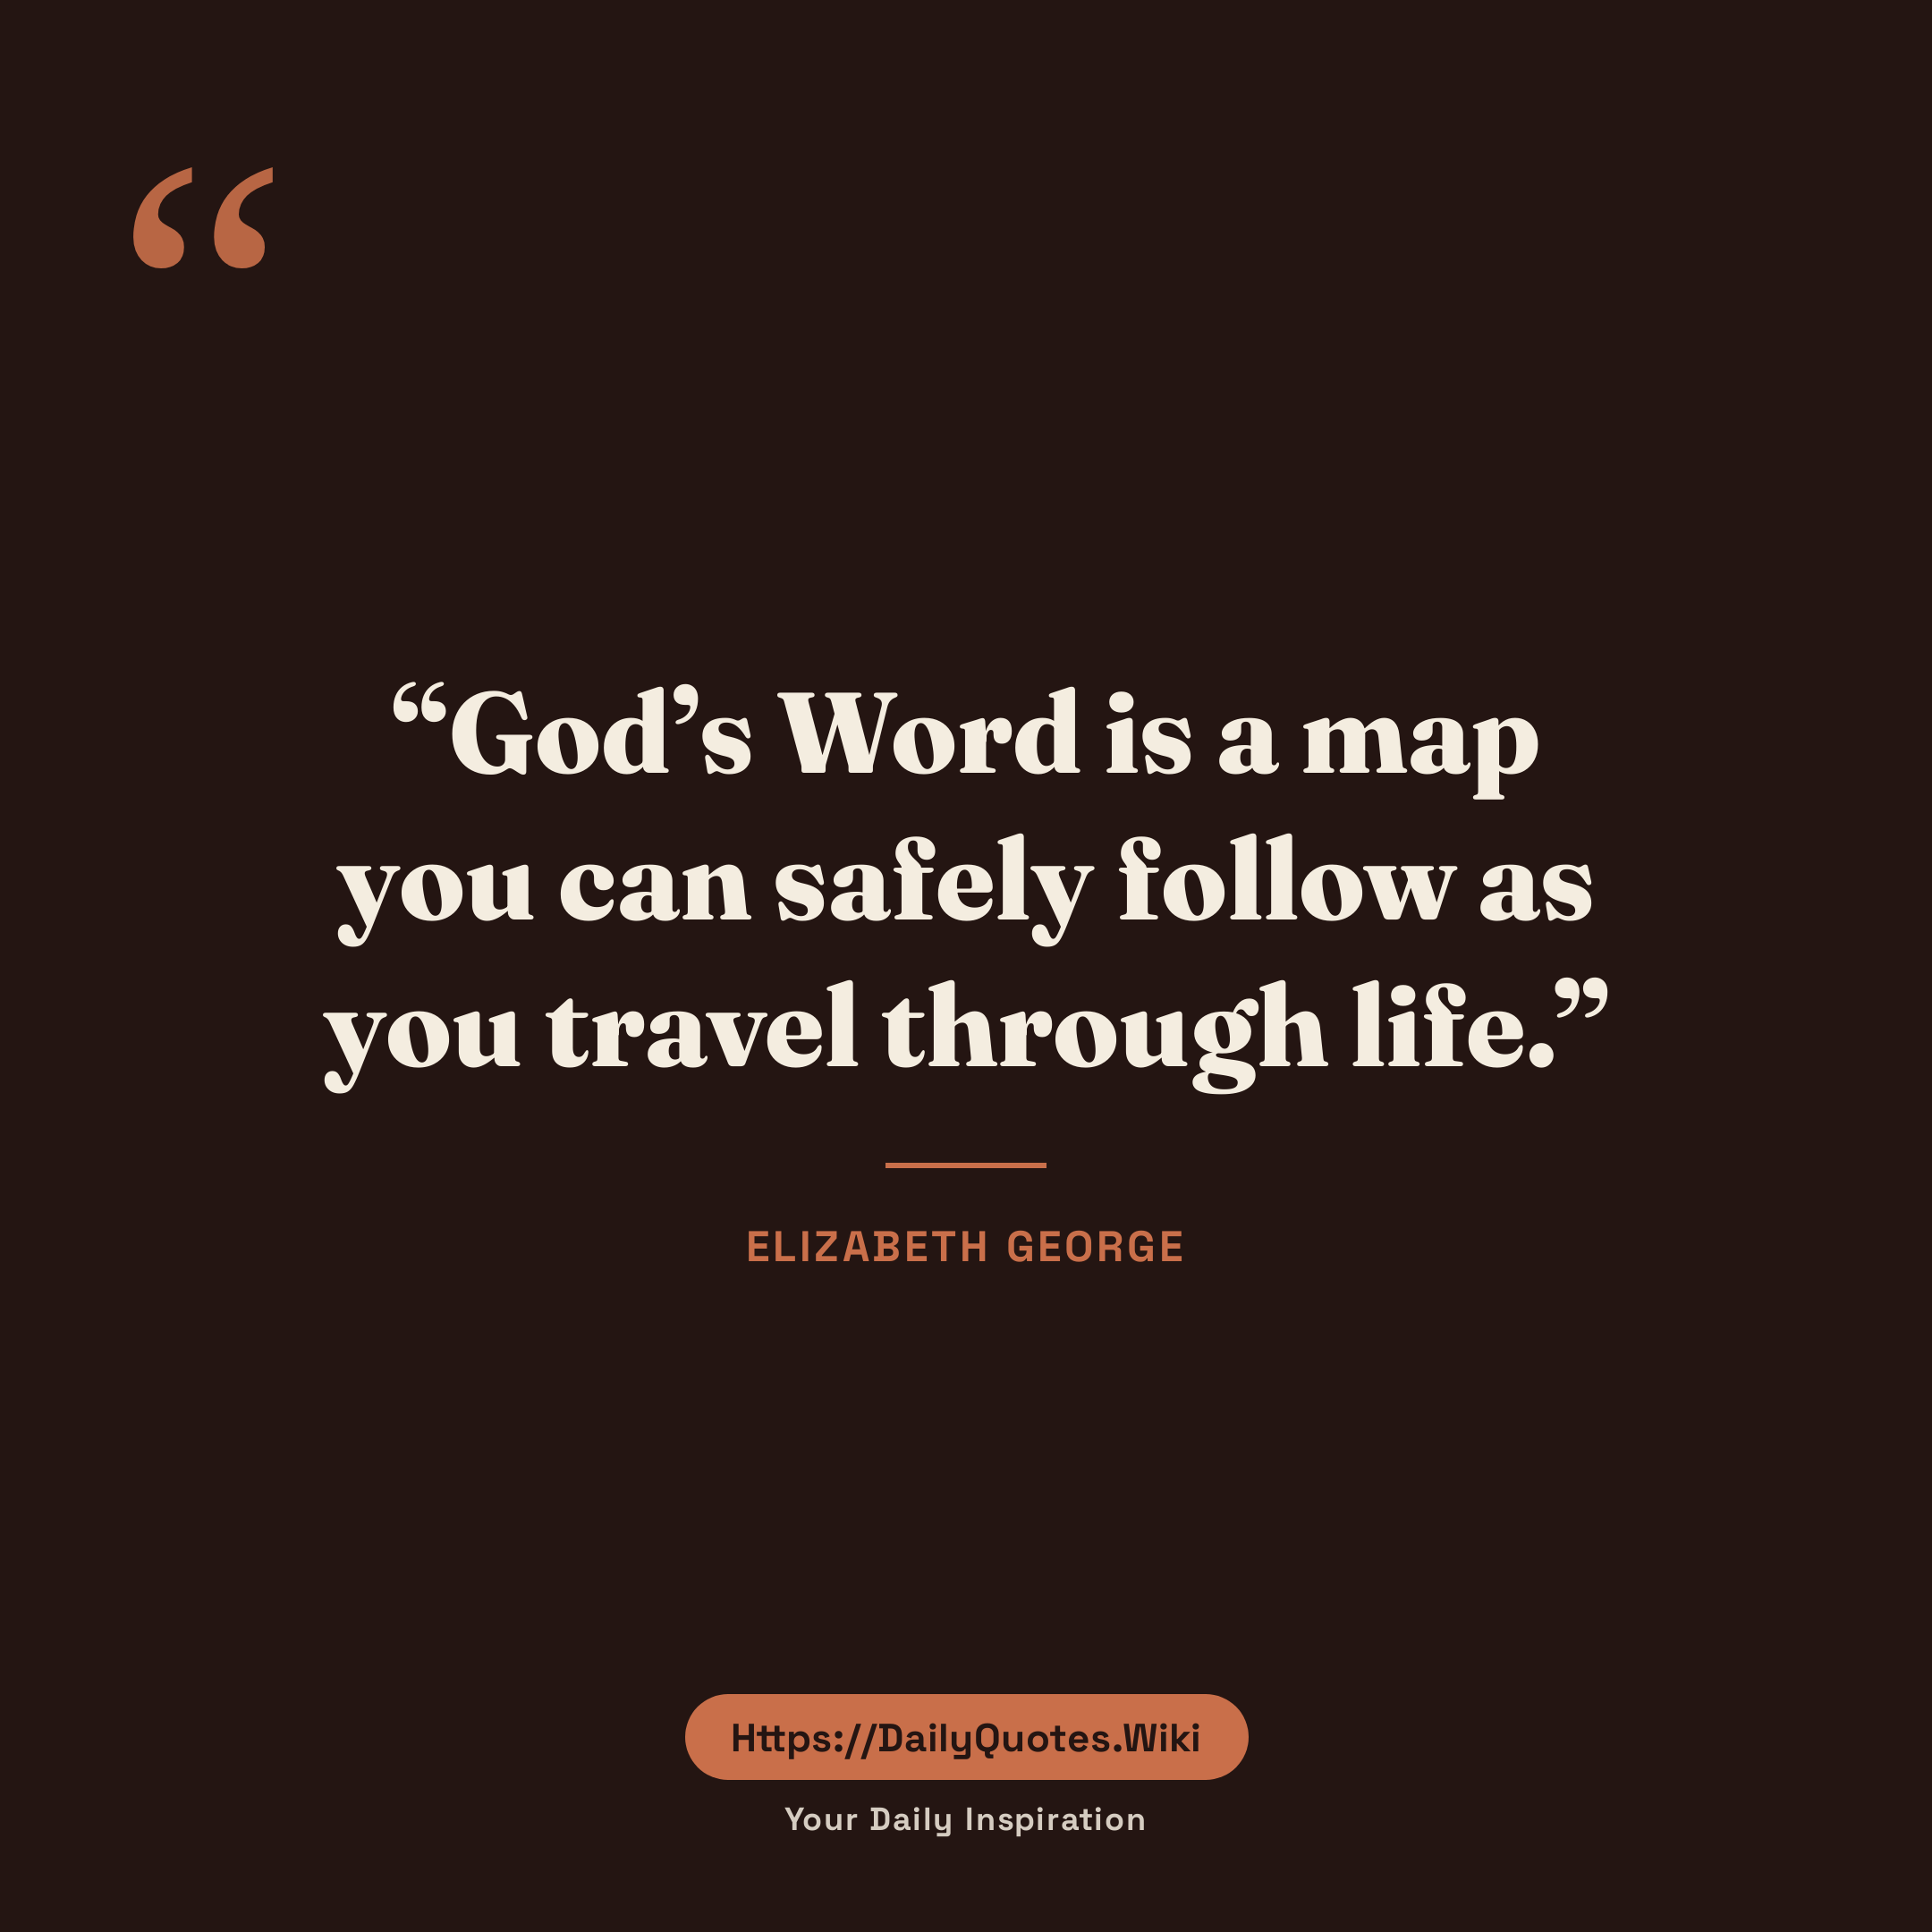 “
“God’s Word is a map
you can safely follow as
you travel through life.”
ELIZABETH GEORGE
Https://DailyQuotes.Wiki
Your Daily Inspiration